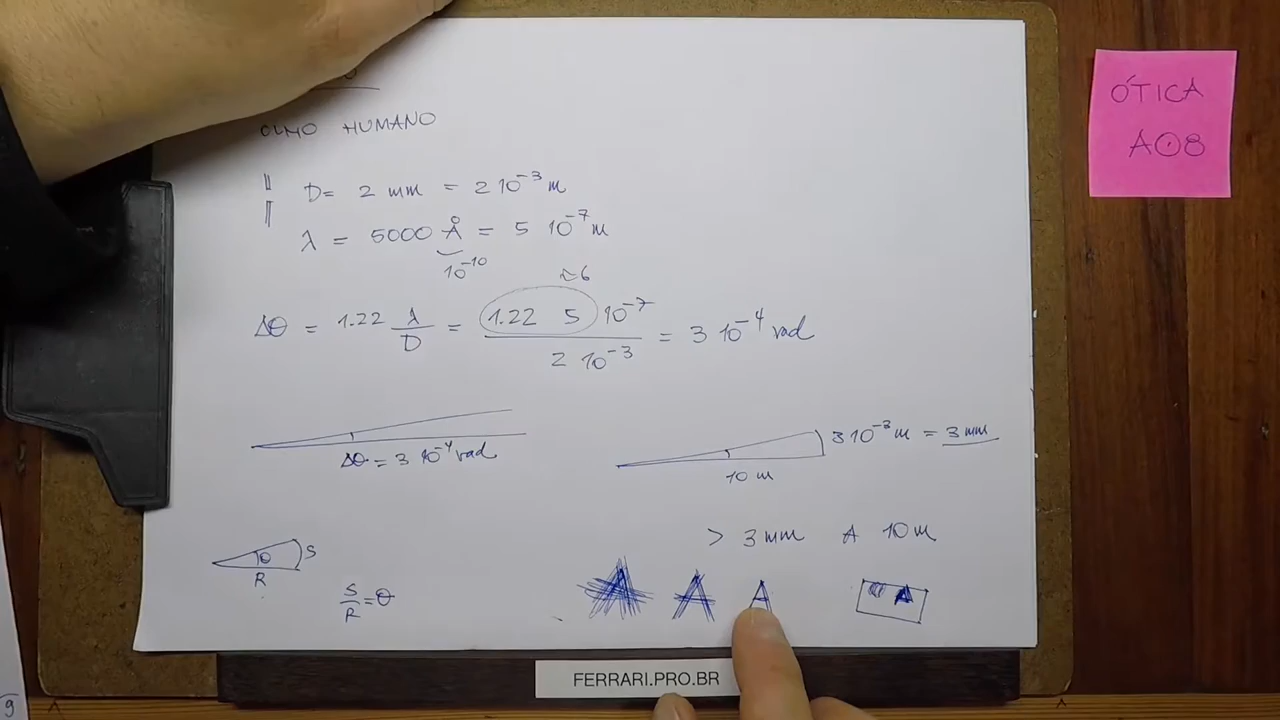 OLHO HUMANO
D = 2 mm = 2 10⁻³ m
λ = 5000 Å = 5 10⁻⁷ m
10⁻¹⁰
≈6
Δθ = 1.22 λ/D = 1.22 5 10⁻⁷ / 2 10⁻³ = 3 10⁻⁴ rad
Δθ = 3 10⁻⁴ rad
3 10⁻³ m = 3 mm
10 m
> 3 mm A 10 m
θ S
R
S/R = θ
A A A
A
ÓTICA
A08
FERRARI.PRO.BR
9